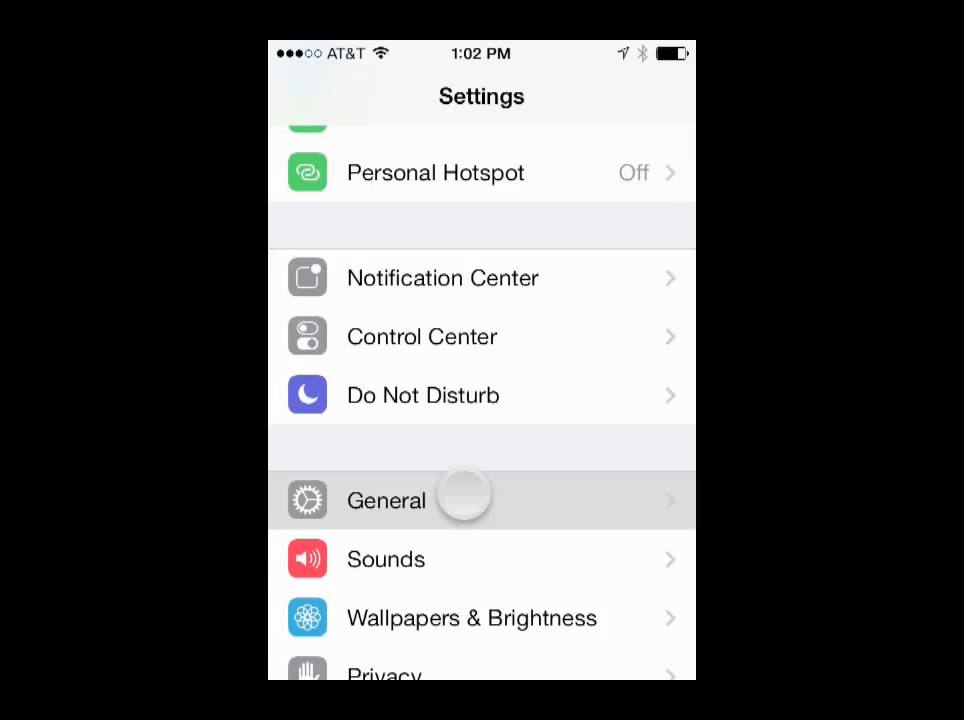 AT&T 1:02 PM
Settings
Personal Hotspot Off
Notification Center
Control Center
Do Not Disturb
General
Sounds
Wallpapers & Brightness
Privacy